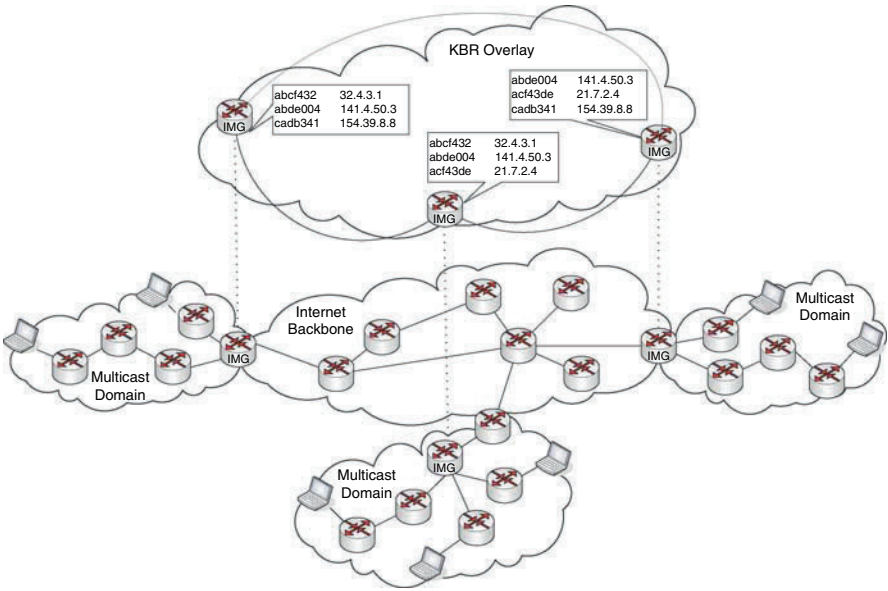 KBR Overlay
abcf432 32.4.3.1
abde004 141.4.50.3
cadb341 154.39.8.8
IMG
abde004 141.4.50.3
acf43de 21.7.2.4
cadb341 154.39.8.8
IMG
abcf432 32.4.3.1
abde004 141.4.50.3
acf43de 21.7.2.4
IMG
Internet
Backbone
Multicast
Domain
IMG
IMG
Multicast
Domain
Multicast
Domain
IMG